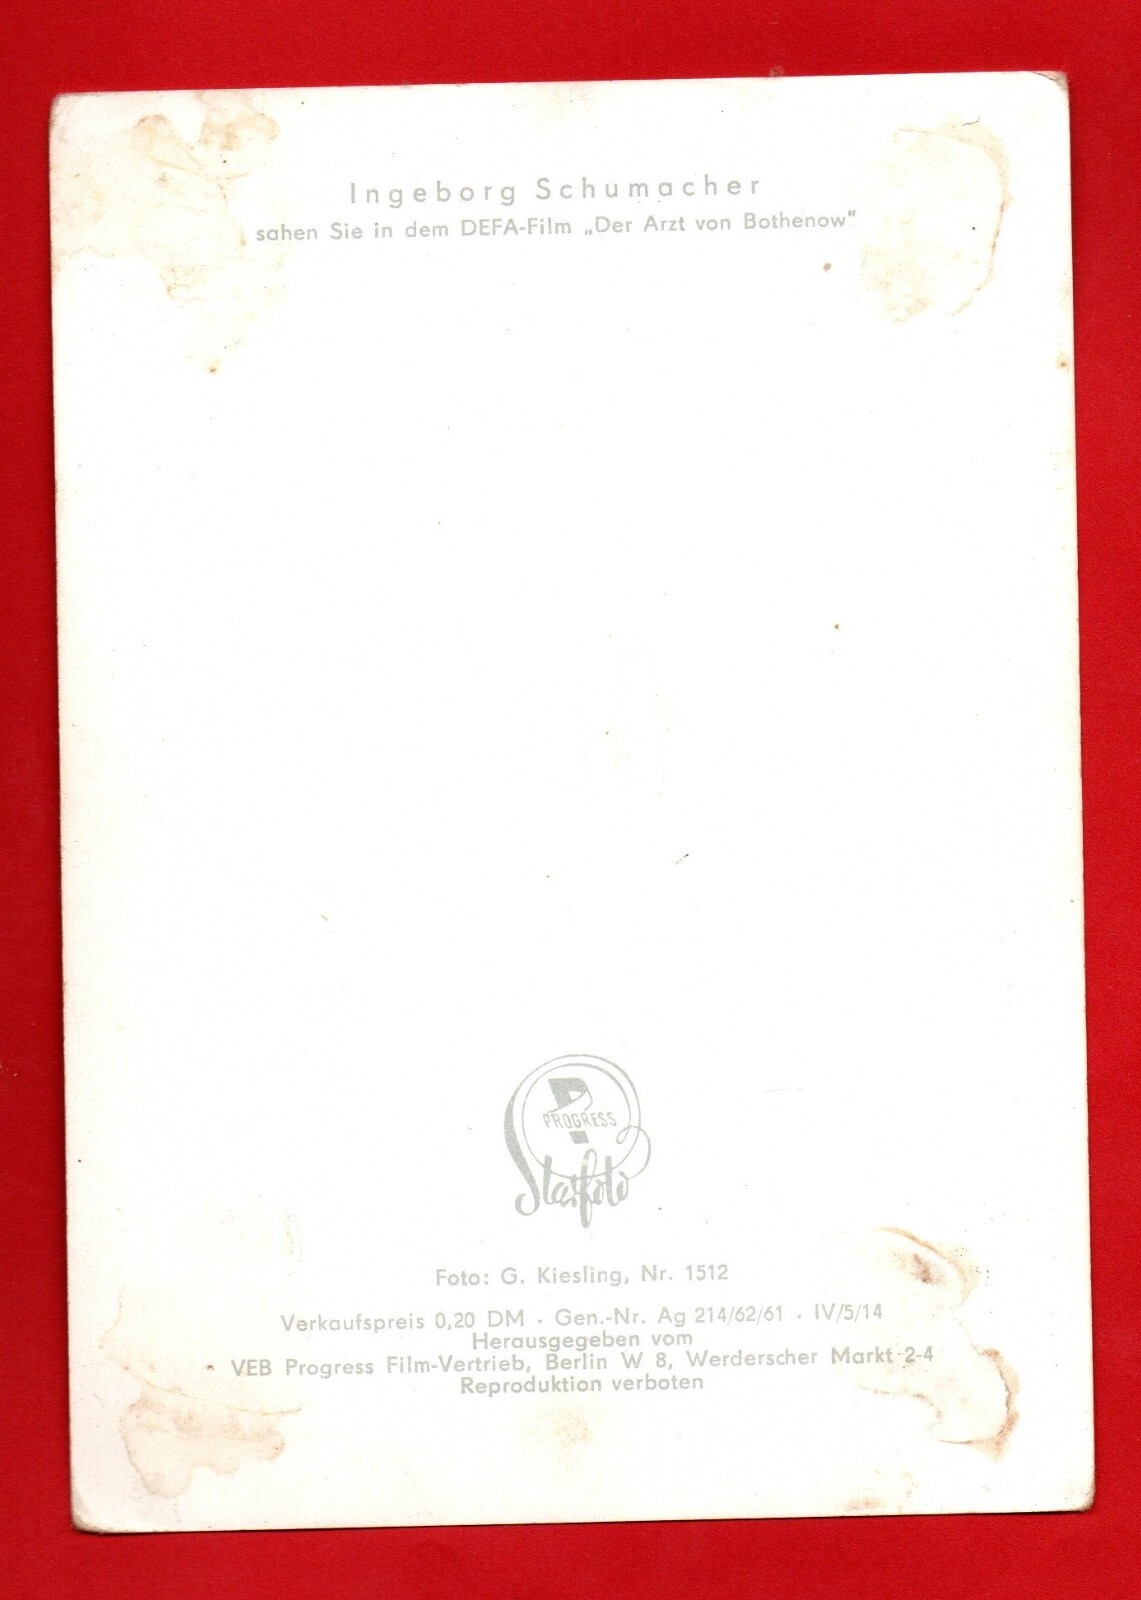 Ingeborg Schumacher
sahen Sie in dem DEFA-Film „Der Arzt von Bothenow"
PROGRESS
Starfoto
Foto: G. Kiesling, Nr. 1512
Verkaufspreis 0,20 DM · Gen.-Nr. Ag 214/62/61 · IV/5/14
Herausgegeben vom
VEB Progress Film-Vertrieb, Berlin W 8, Werderscher Markt 2-4
Reproduktion verboten